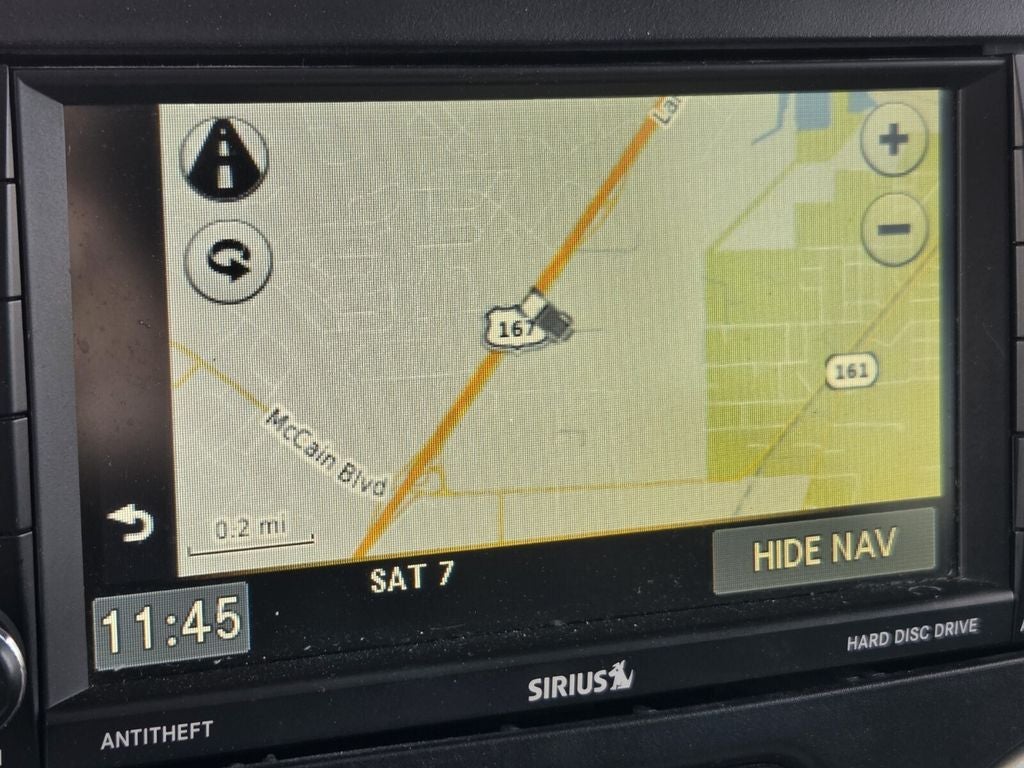 167
161
McCain Blvd
0.2 mi
SAT 7
HIDE NAV
11:45
HARD DISC DRIVE
SIRIUS
ANTITHEFT